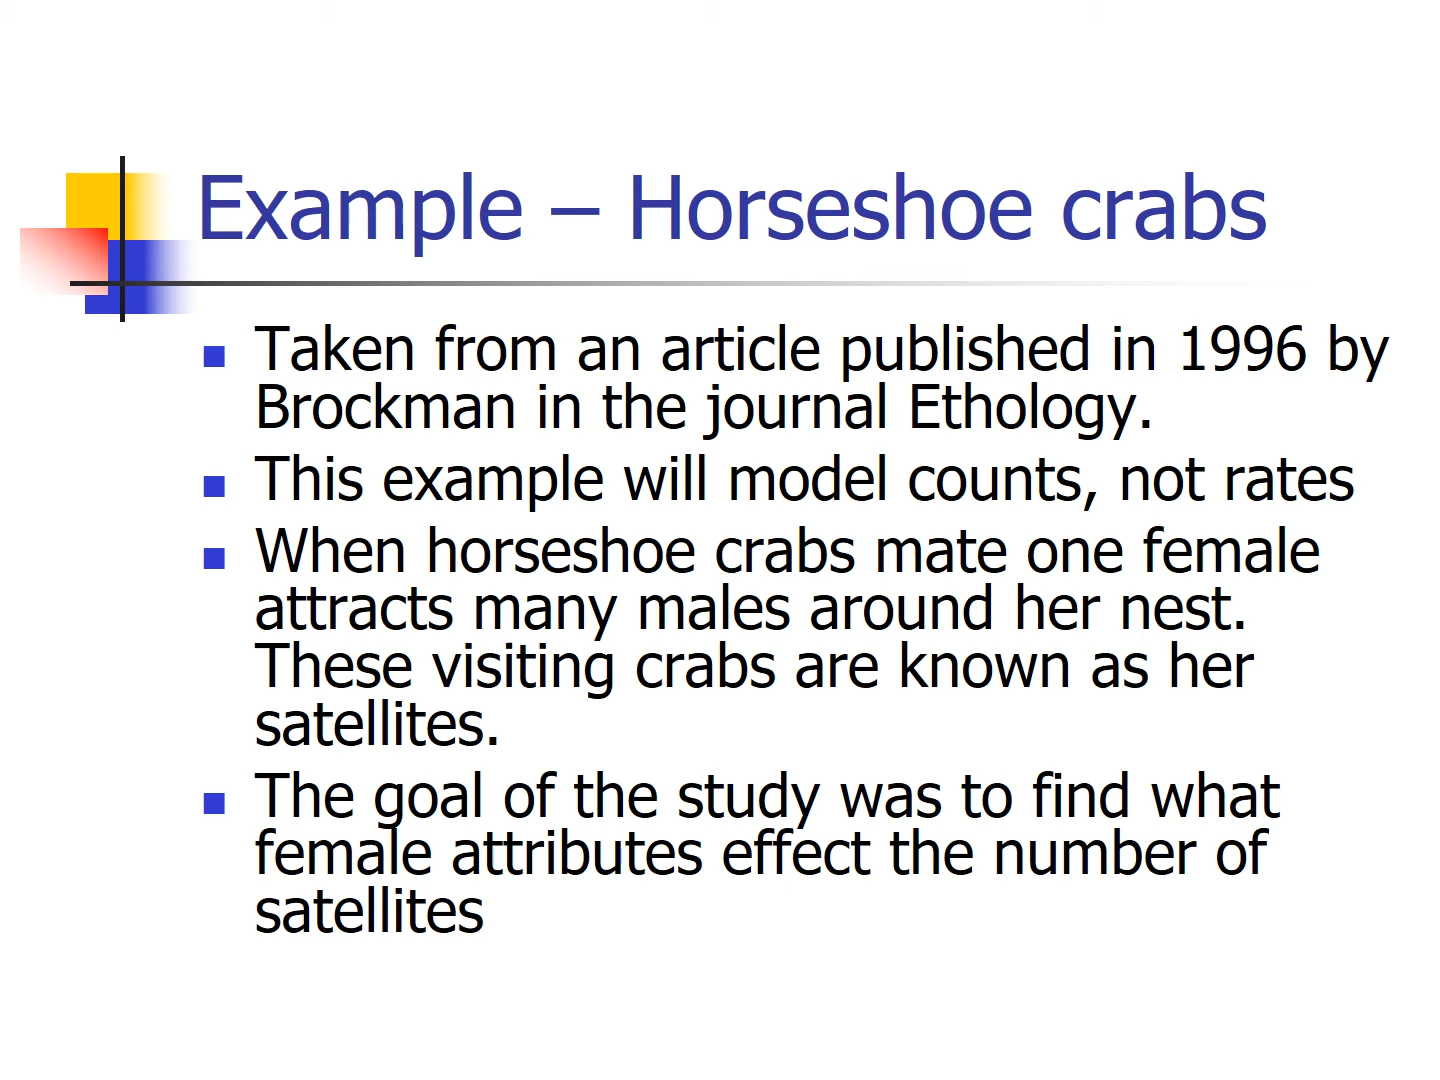 Example – Horseshoe crabs
Taken from an article published in 1996 by
Brockman in the journal Ethology.
This example will model counts, not rates
When horseshoe crabs mate one female
attracts many males around her nest.
These visiting crabs are known as her
satellites.
The goal of the study was to find what
female attributes effect the number of
satellites